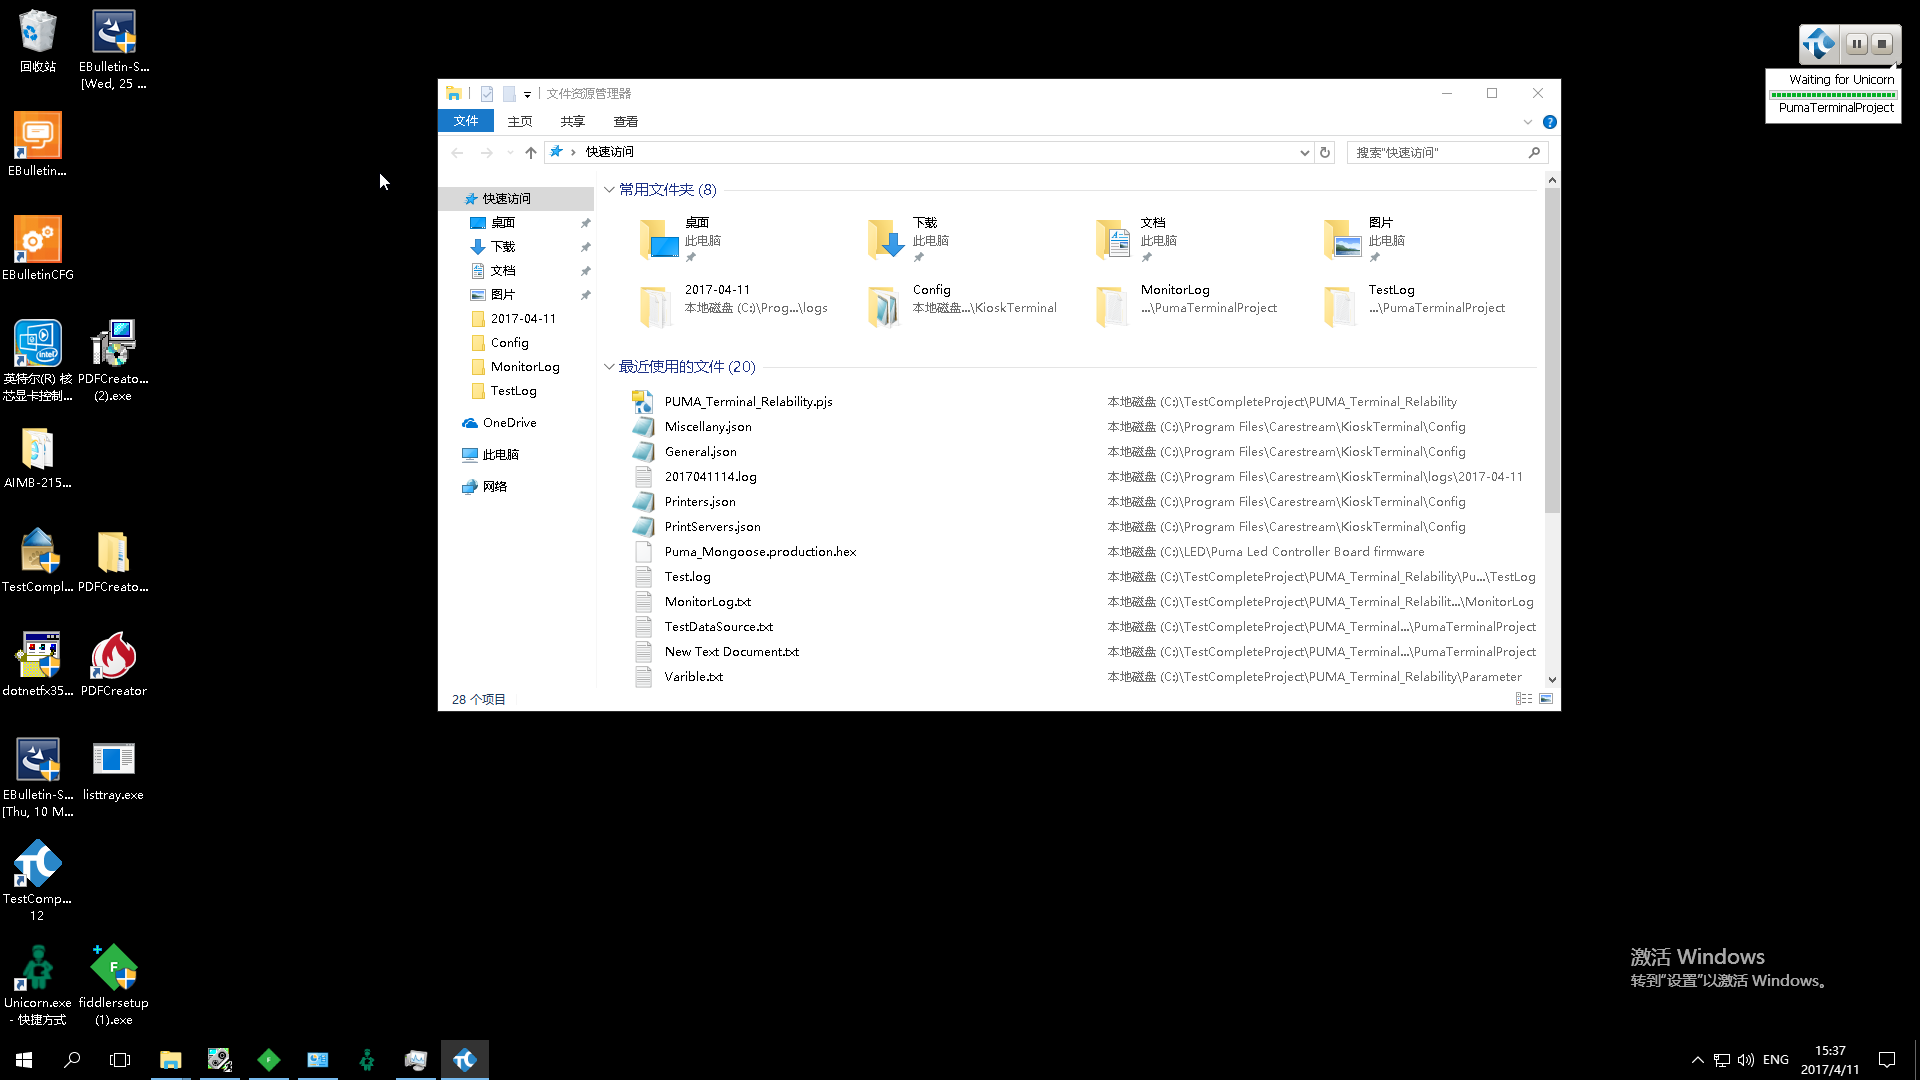 回收站
EBulletin-S...
[Wed, 25 ...
EBulletin...
EBulletinCFG
英特尔(R) 核
芯显卡控制...
PDFCreato...
(2).exe
AIMB-215...
TestCompl...
PDFCreato...
dotnetfx35...
PDFCreator
EBulletin-S...
[Thu, 10 M...
listtray.exe
TestComp...
12
Unicorn.exe
- 快捷方式
fiddlersetup
(1).exe
文件资源管理器
文件
主页
共享
查看
快速访问
搜索"快速访问"
快速访问
桌面
下载
文档
图片
2017-04-11
Config
MonitorLog
TestLog
OneDrive
此电脑
网络
常用文件夹 (8)
桌面
此电脑
下载
此电脑
文档
此电脑
图片
此电脑
2017-04-11
本地磁盘 (C:)\Prog...\logs
Config
本地磁盘...\KioskTerminal
MonitorLog
...\PumaTerminalProject
TestLog
...\PumaTerminalProject
最近使用的文件 (20)
PUMA_Terminal_Relability.pjs 本地磁盘 (C:)\TestCompleteProject\PUMA_Terminal_Relability
Miscellany.json 本地磁盘 (C:)\Program Files\Carestream\KioskTerminal\Config
General.json 本地磁盘 (C:)\Program Files\Carestream\KioskTerminal\Config
2017041114.log 本地磁盘 (C:)\Program Files\Carestream\KioskTerminal\logs\2017-04-11
Printers.json 本地磁盘 (C:)\Program Files\Carestream\KioskTerminal\Config
PrintServers.json 本地磁盘 (C:)\Program Files\Carestream\KioskTerminal\Config
Puma_Mongoose.production.hex 本地磁盘 (C:)\LED\Puma Led Controller Board firmware
Test.log 本地磁盘 (C:)\TestCompleteProject\PUMA_Terminal_Relability\Pu...\TestLog
MonitorLog.txt 本地磁盘 (C:)\TestCompleteProject\PUMA_Terminal_Relabilit...\MonitorLog
TestDataSource.txt 本地磁盘 (C:)\TestCompleteProject\PUMA_Terminal...\PumaTerminalProject
New Text Document.txt 本地磁盘 (C:)\TestCompleteProject\PUMA_Terminal...\PumaTerminalProject
Varible.txt 本地磁盘 (C:)\TestCompleteProject\PUMA_Terminal_Relability\Parameter
28 个项目
Waiting for Unicorn
PumaTerminalProject
激活 Windows
转到"设置"以激活 Windows。
ENG
15:37
2017/4/11